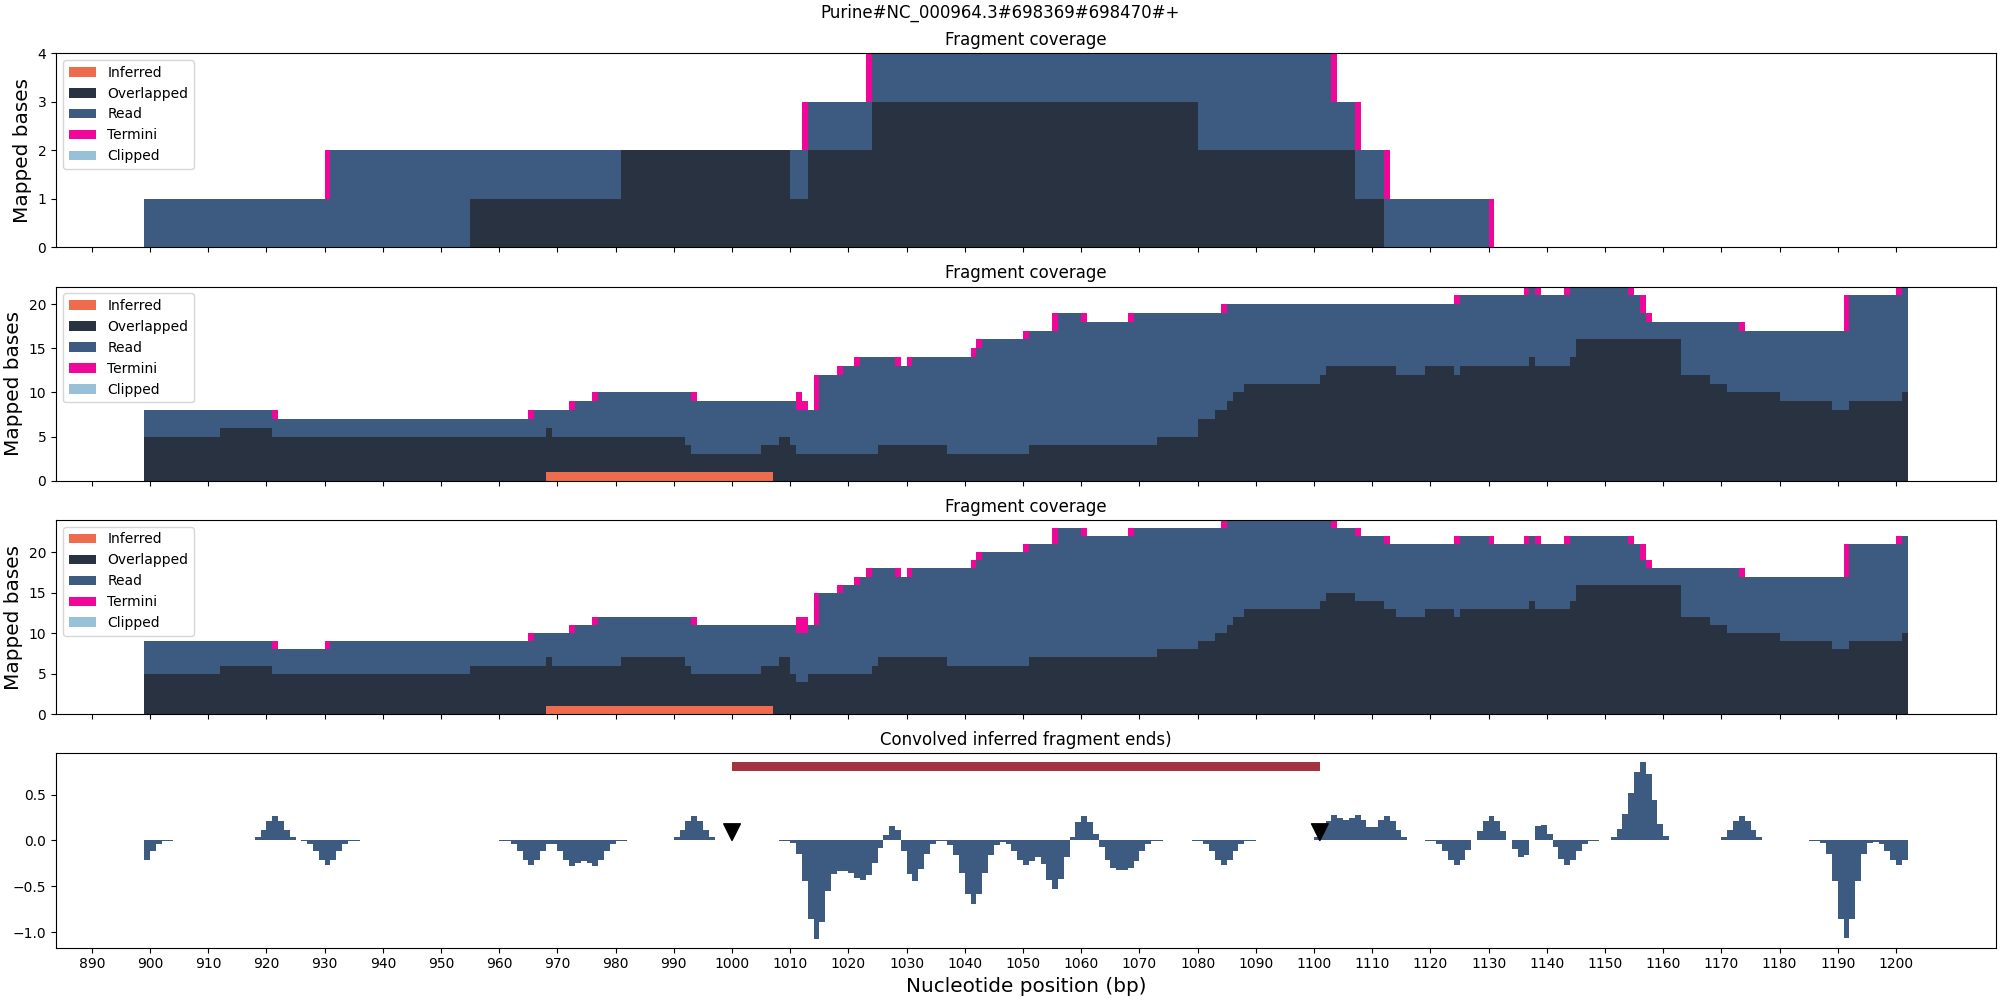 Purine#NC_000964.3#698369#698470#+
Fragment coverage
Mapped bases
4
3
2
1
0
Inferred
Overlapped
Read
Termini
Clipped
Fragment coverage
Mapped bases
20
15
10
5
0
Inferred
Overlapped
Read
Termini
Clipped
Fragment coverage
Mapped bases
20
15
10
5
0
Inferred
Overlapped
Read
Termini
Clipped
Convolved inferred fragment ends)
0.5
0.0
−0.5
−1.0
890 900 910 920 930 940 950 960 970 980 990 1000 1010 1020 1030 1040 1050 1060 1070 1080 1090 1100 1110 1120 1130 1140 1150 1160 1170 1180 1190 1200
Nucleotide position (bp)